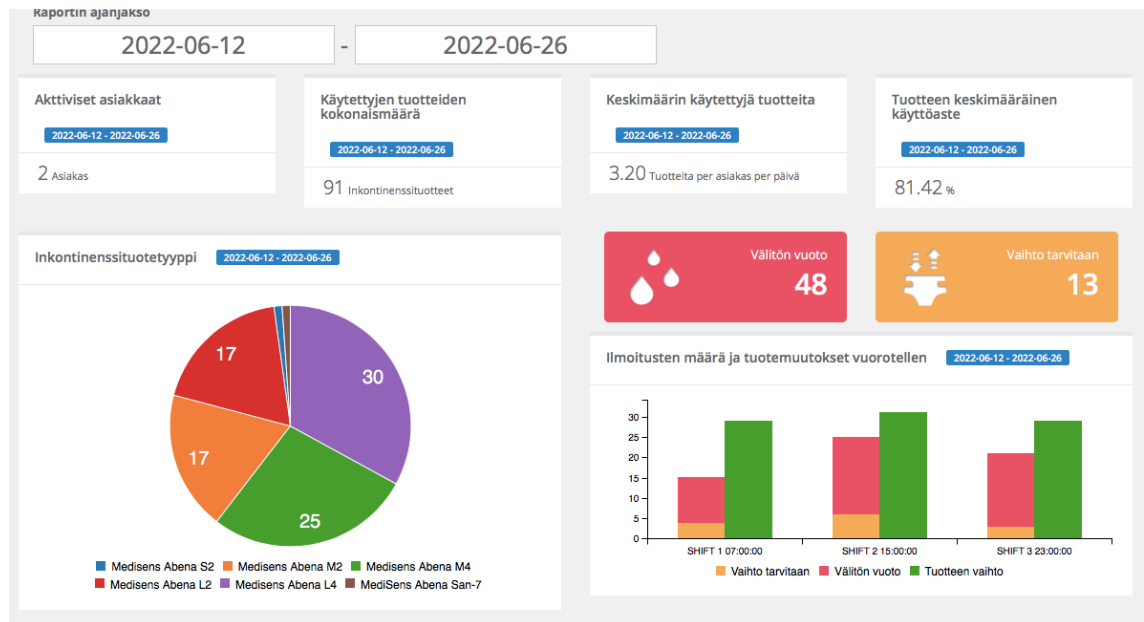 Raportin ajanjakso
2022-06-12 - 2022-06-26
Akttiviset asiakkaat
2022-06-12 - 2022-06-26
2 Asiakas
Käytettyjen tuotteiden
kokonaismäärä
2022-06-12 - 2022-06-26
91 Inkontinenssituotteet
Keskimäärin käytettyjä tuotteita
2022-06-12 - 2022-06-26
3.20 Tuotteita per asiakas per päivä
Tuotteen keskimääräinen
käyttöaste
2022-06-12 - 2022-06-26
81.42 %
Inkontinenssituotetyyppi 2022-06-12 - 2022-06-26
17
30
17
25
Medisens Abena S2 Medisens Abena M2 Medisens Abena M4
Medisens Abena L2 Medisens Abena L4 MediSens Abena San-7
Välitön vuoto
48
Vaihto tarvitaan
13
Ilmoitusten määrä ja tuotemuutokset vuorotellen 2022-06-12 - 2022-06-26
30
25
20
15
10
5
0
SHIFT 1 07:00:00 SHIFT 2 15:00:00 SHIFT 3 23:00:00
Vaihto tarvitaan Välitön vuoto Tuotteen vaihto